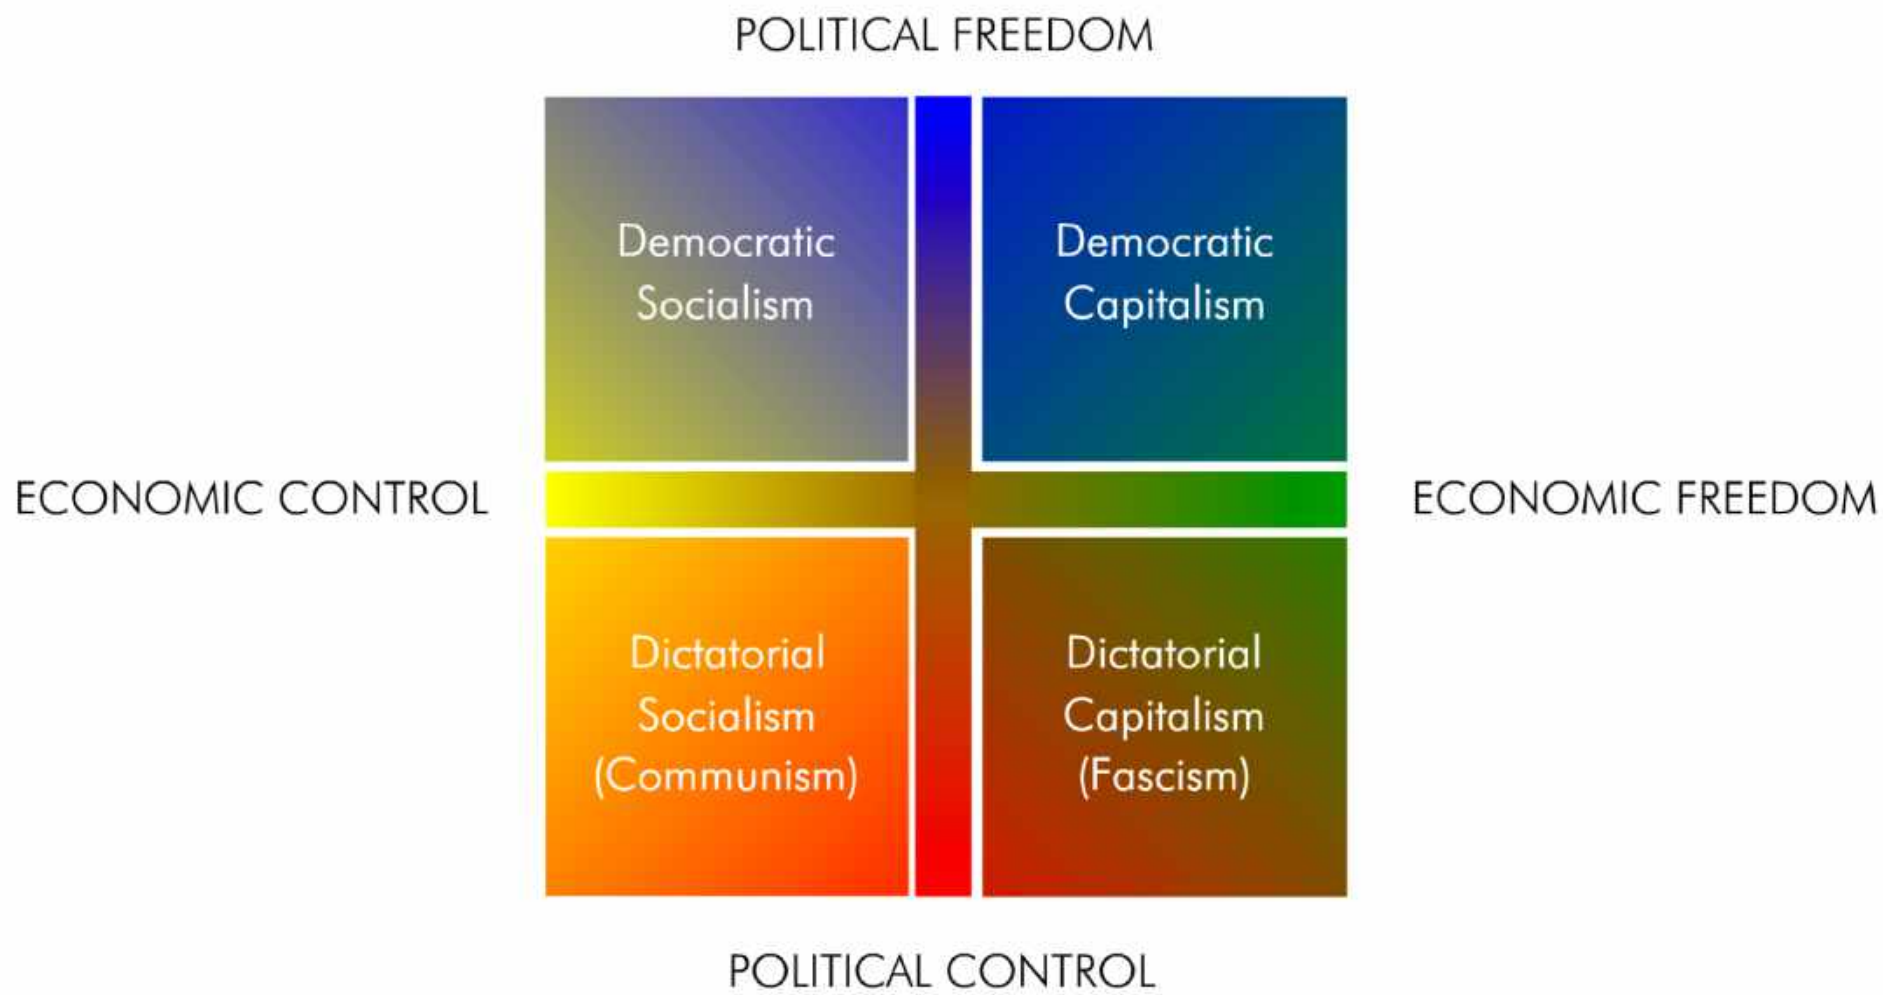 POLITICAL FREEDOM
Democratic
Socialism
Democratic
Capitalism
ECONOMIC CONTROL
ECONOMIC FREEDOM
Dictatorial
Socialism
(Communism)
Dictatorial
Capitalism
(Fascism)
POLITICAL CONTROL